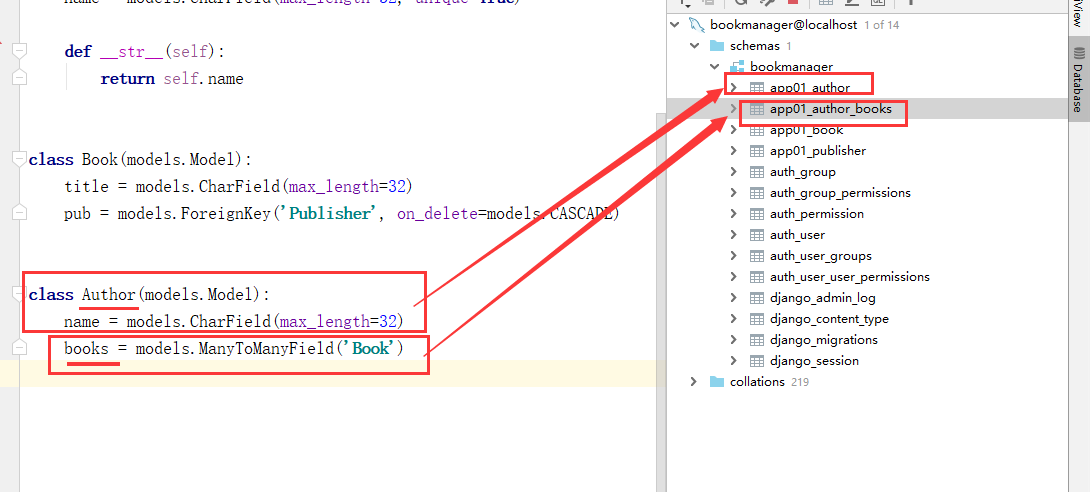 name = models.CharField(max_length=32, unique=True)
def __str__(self):
return self.name
class Book(models.Model):
title = models.CharField(max_length=32)
pub = models.ForeignKey('Publisher', on_delete=models.CASCADE)
class Author(models.Model):
name = models.CharField(max_length=32)
books = models.ManyToManyField('Book')
bookmanager@localhost 1 of 14
schemas 1
bookmanager
app01_author
app01_author_books
app01_book
app01_publisher
auth_group
auth_group_permissions
auth_permission
auth_user
auth_user_groups
auth_user_user_permissions
django_admin_log
django_content_type
django_migrations
django_session
collations 219
Database